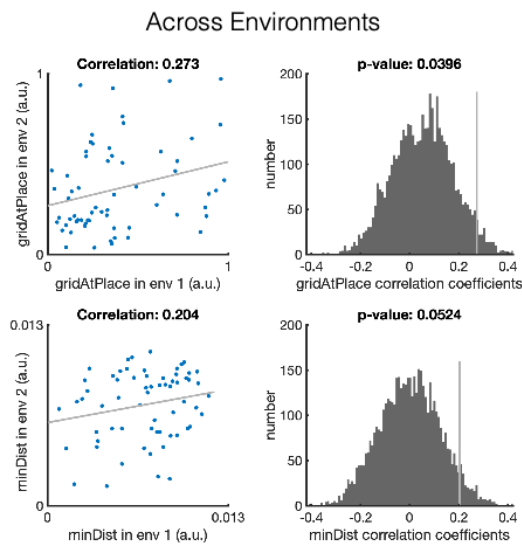 Across Environments
Correlation: 0.273
1
gridAtPlace in env 2 (a.u.)
0
0
1
gridAtPlace in env 1 (a.u.)
p-value: 0.0396
200
150
100
50
0
number
-0.4
-0.2
0
0.2
0.4
gridAtPlace correlation coefficients
Correlation: 0.204
0.013
minDist in env 2 (a.u.)
0
0
0.013
minDist in env 1 (a.u.)
p-value: 0.0524
200
150
100
50
0
number
-0.4
-0.2
0
0.2
0.4
minDist correlation coefficients